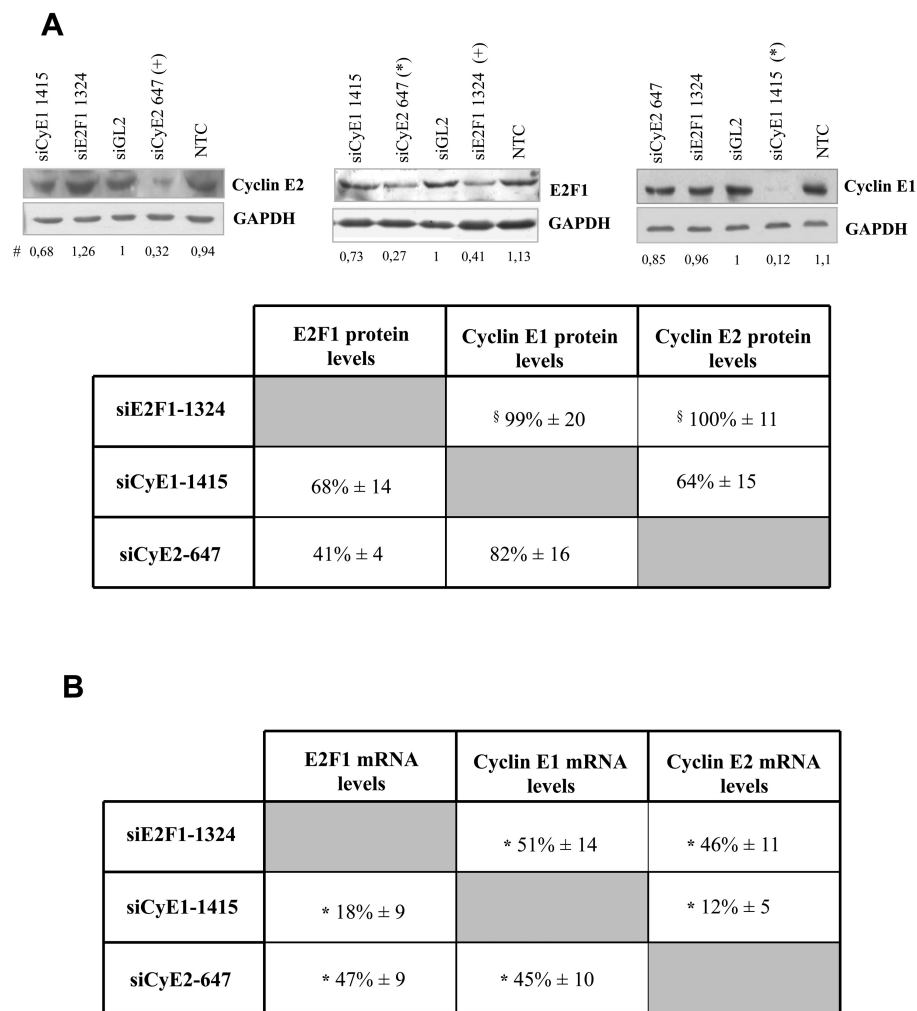 A
siCyE1 1415
siE2F1 1324
siGL2
siCyE2 647 (+)
NTC
Cyclin E2
GAPDH
# 0,68 1,26 1 0,32 0,94
siCyE1 1415
siCyE2 647 (*)
siGL2
siE2F1 1324 (+)
NTC
E2F1
GAPDH
0,73 0,27 1 0,41 1,13
siCyE2 647
siE2F1 1324
siGL2
siCyE1 1415 (*)
NTC
Cyclin E1
GAPDH
0,85 0,96 1 0,12 1,1
E2F1 protein
levels
Cyclin E1 protein
levels
Cyclin E2 protein
levels
siE2F1-1324
§ 99% ± 20
§ 100% ± 11
siCyE1-1415
68% ± 14
64% ± 15
siCyE2-647
41% ± 4
82% ± 16
B
E2F1 mRNA
levels
Cyclin E1 mRNA
levels
Cyclin E2 mRNA
levels
siE2F1-1324
* 51% ± 14
* 46% ± 11
siCyE1-1415
* 18% ± 9
* 12% ± 5
siCyE2-647
* 47% ± 9
* 45% ± 10